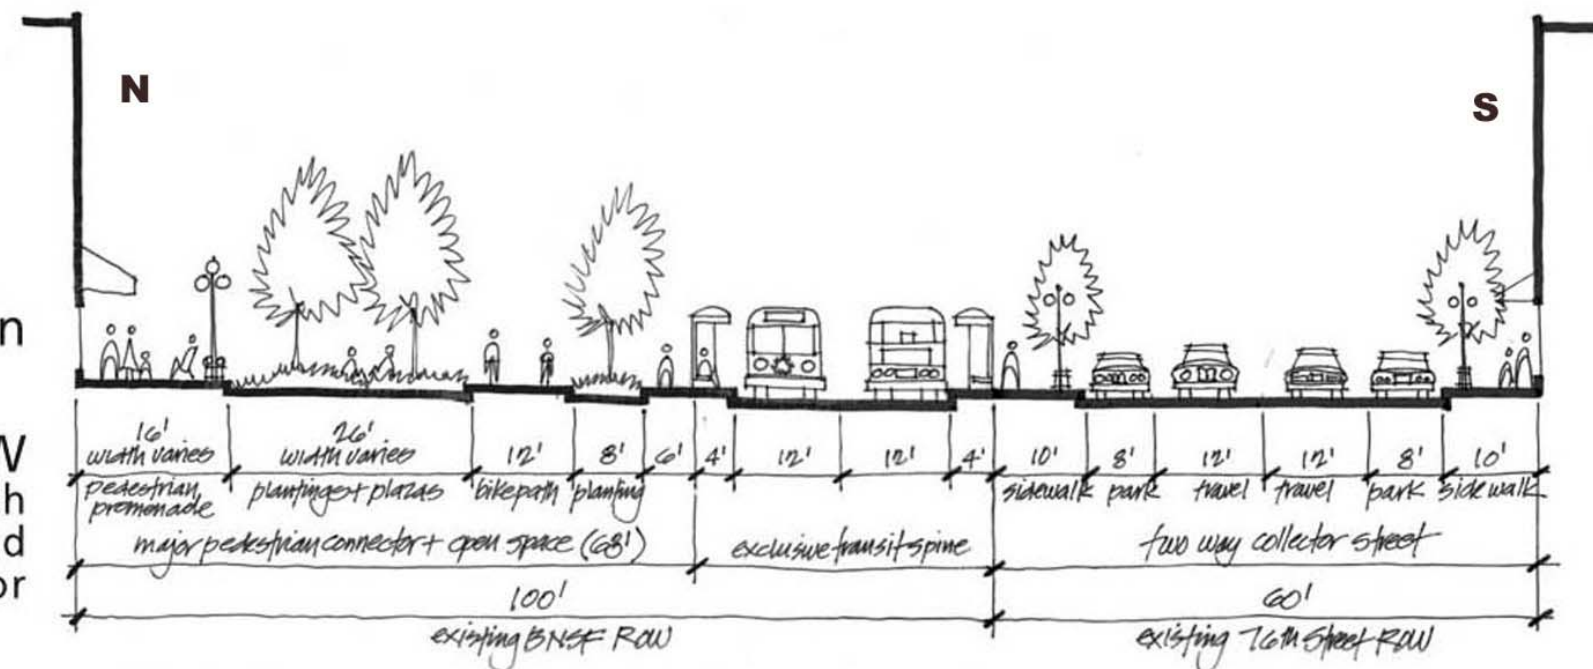 N
S
n
W
h
d
or
16'
width varies
26'
width varies
12'
8'
6'
4'
12'
12'
4'
10'
8'
12'
12'
8'
10'
pedestrian
promenade
plantings + plazas
bikepath
planting
sidewalk
park
travel
travel
park
sidewalk
major pedestrian connector + open space (68')
exclusive transit spine
two way collector street
100'
60'
existing BNSF ROW
existing 76th Street ROW